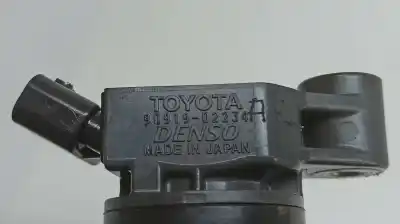 TOYOTA
90919-02234 A
DENSO
MADE IN JAPAN